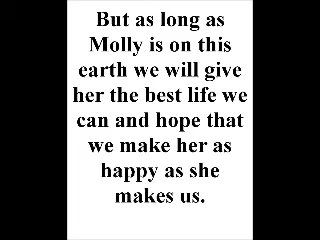 But as long as
Molly is on this
earth we will give
her the best life we
can and hope that
we make her as
happy as she
makes us.